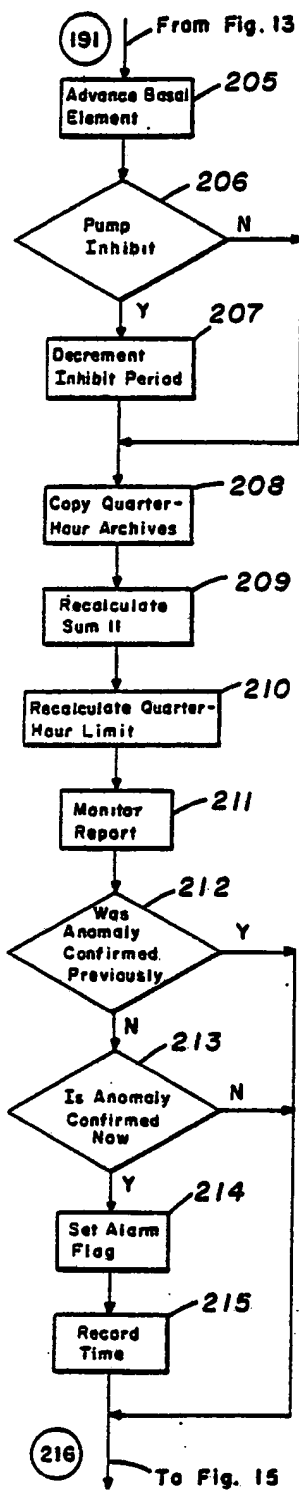 191
From Fig. 13
Advance Basal
Element
205
206
Pump
Inhibit
N
Y
207
Decrement
Inhibit Period
208
Copy Quarter-
Hour Archives
209
Recalculate
Sum II
210
Recalculate Quarter-
Hour Limit
211
Monitor
Report
212
Was
Anomaly
Confirmed
Previously
Y
N
213
Is Anomaly
Confirmed
Now
N
Y
214
Set Alarm
Flag
215
Record
Time
216
To Fig. 15